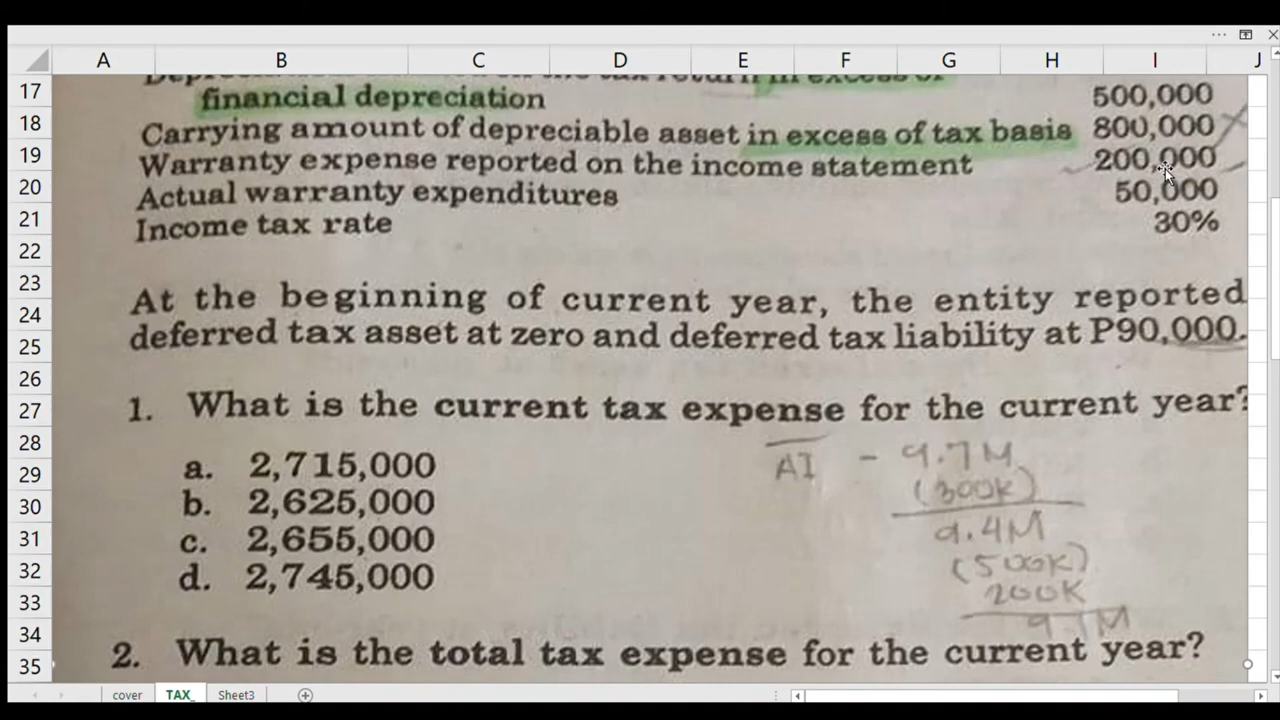 A B C D E F G H I J
17
18
19
20
21
22
23
24
25
26
27
28
29
30
31
32
33
34
35
in excess of
financial depreciation 500,000
Carrying amount of depreciable asset in excess of tax basis 800,000
Warranty expense reported on the income statement 200,000
Actual warranty expenditures 50,000
Income tax rate 30%
At the beginning of current year, the entity reported
deferred tax asset at zero and deferred tax liability at P90,000.
1. What is the current tax expense for the current year?
a. 2,715,000
b. 2,625,000
c. 2,655,000
d. 2,745,000
AI - 9.7M
(300K)
9.4M
(500K)
200K
2. What is the total tax expense for the current year?
cover TAX_ Sheet3